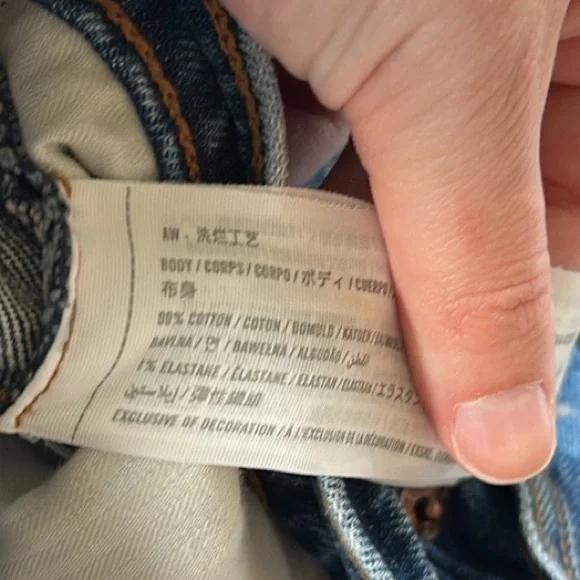 AW - 洗烂工艺
BODY / CORPS / CORPO / ボディ / CUERPO /
布身
99% COTTON / COTON / BOMULD / KATOEN /
BAVLNA / 면 / BAWEŁNA / ALGODÃO / قطن
1% ELASTANE / ÉLASTANE / ELASTAN / ELASTAN / エラスタン
إيلاستين / 彈性纖維
EXCLUSIVE OF DECORATION / À L'EXCLUSION DE LA DÉCORATION /